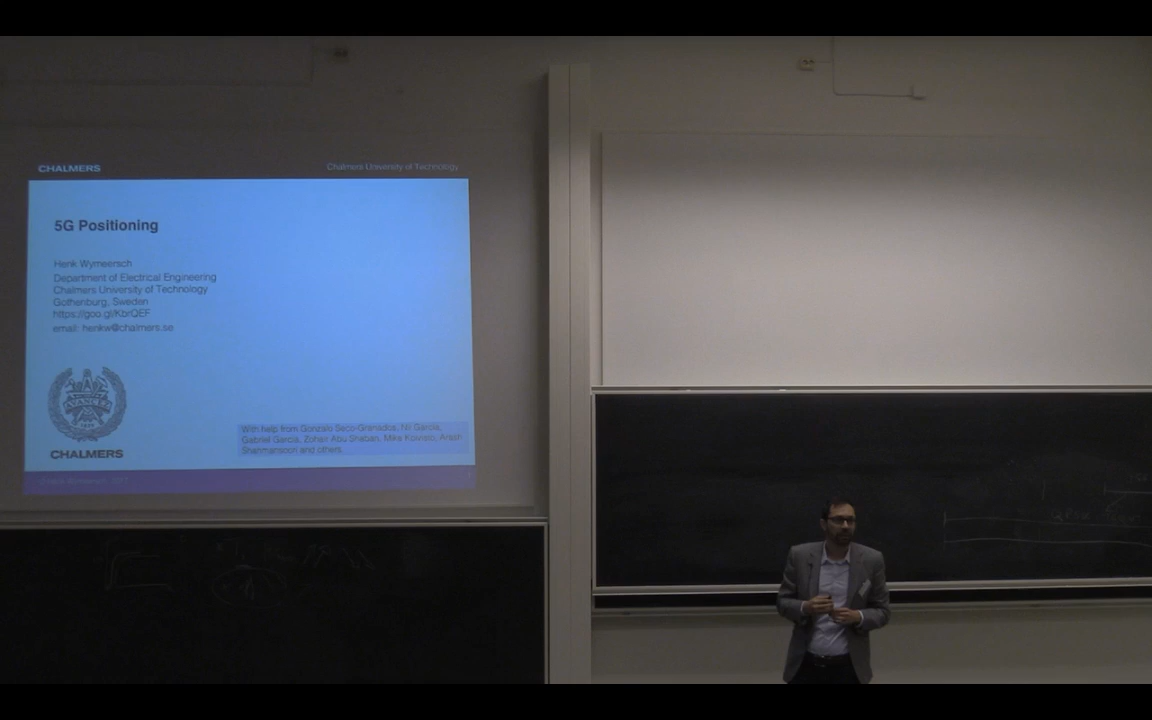 CHALMERS
Chalmers University of Technology
5G Positioning
Henk Wymeersch
Department of Electrical Engineering
Chalmers University of Technology
Gothenburg, Sweden
https://goo.gl/KbrQEF
email: henkw@chalmers.se
AVANCEZ
1829
CHALMERS
With help from Gonzalo Seco-Granados, Nil Garcia,
Gabriel Garcia, Zohair Abu Shaban, Mike Koivisto, Arash
Shahmansoori and others